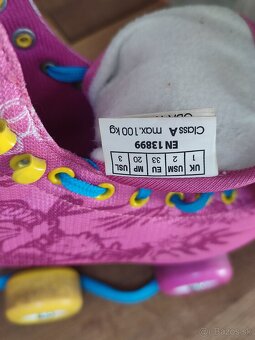 Class A max.100 kg
EN 13899
UK USM EU MP USL
1 2 33 20 3